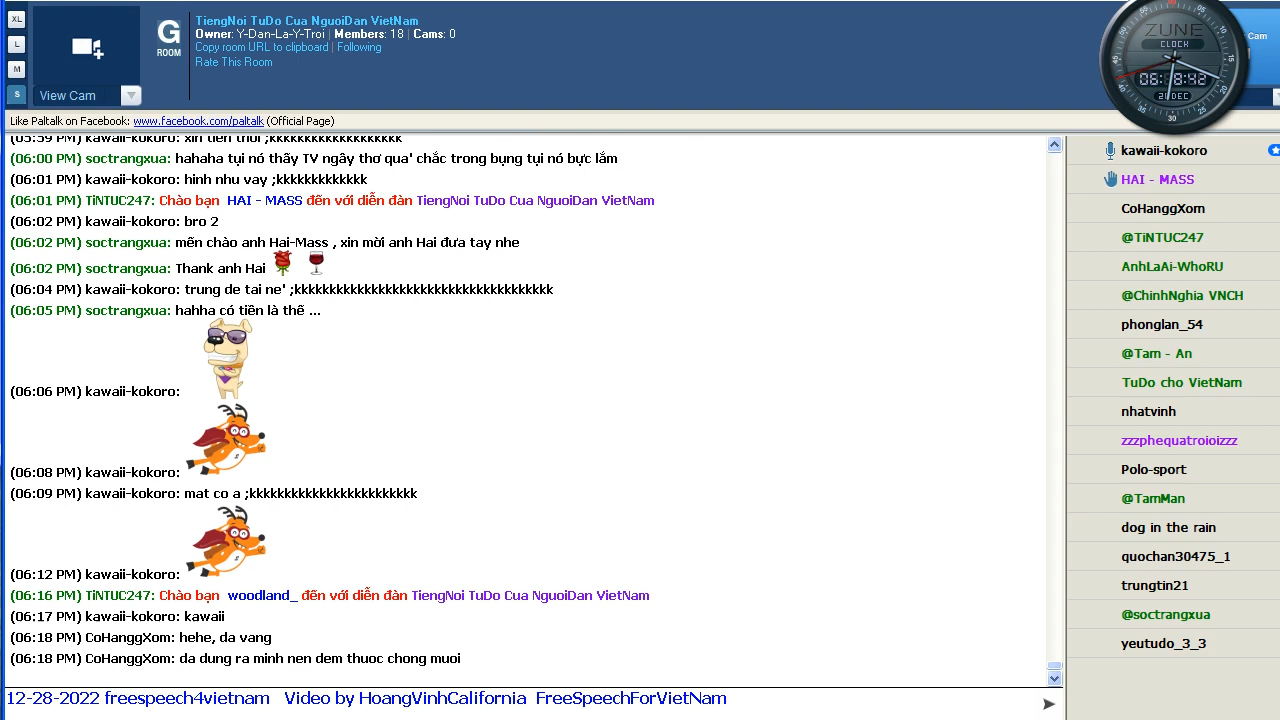 XL
L
M
S
View Cam
G
ROOM
TiengNoi TuDo Cua NguoiDan VietNam
Owner: Y-Dan-La-Y-Troi | Members: 18 | Cams: 0
Copy room URL to clipboard | Following
Rate This Room
ZUNE
CLOCK
Cam
Like Paltalk on Facebook: www.facebook.com/paltalk (Official Page)
(05:59 PM) kawaii-kokoro: xin tien thoi ;kkkkkkkkkkkkkkkkkkk
(06:00 PM) soctrangxua: hahaha tụi nó thấy TV ngây thơ qua' chắc trong bụng tụi nó bực lắm
(06:01 PM) kawaii-kokoro: hinh nhu vay ;kkkkkkkkkkkkk
(06:01 PM) TiNTUC247: Chào bạn HAI - MASS đến với diễn đàn TiengNoi TuDo Cua NguoiDan VietNam
(06:02 PM) kawaii-kokoro: bro 2
(06:02 PM) soctrangxua: mến chào anh Hai-Mass , xin mời anh Hai đưa tay nhe
(06:02 PM) soctrangxua: Thank anh Hai
(06:04 PM) kawaii-kokoro: trung de tai ne' ;kkkkkkkkkkkkkkkkkkkkkkkkkkkkkkkkkkkkk
(06:05 PM) soctrangxua: hahha có tiền là thế ...
(06:06 PM) kawaii-kokoro:
(06:08 PM) kawaii-kokoro:
(06:09 PM) kawaii-kokoro: mat co a ;kkkkkkkkkkkkkkkkkkkkkkkk
(06:12 PM) kawaii-kokoro:
(06:16 PM) TiNTUC247: Chào bạn woodland_ đến với diễn đàn TiengNoi TuDo Cua NguoiDan VietNam
(06:17 PM) kawaii-kokoro: kawaii
(06:18 PM) CoHanggXom: hehe, da vang
(06:18 PM) CoHanggXom: da dung ra minh nen dem thuoc chong muoi
12-28-2022 freespeech4vietnam Video by HoangVinhCalifornia FreeSpeechForVietNam
kawaii-kokoro
HAI - MASS
CoHanggXom
@TiNTUC247
AnhLaAi-WhoRU
@ChinhNghia VNCH
phonglan_54
@Tam - An
TuDo cho VietNam
nhatvinh
zzzphequatroioizzz
Polo-sport
@TamMan
dog in the rain
quochan30475_1
trungtin21
@soctrangxua
yeutudo_3_3